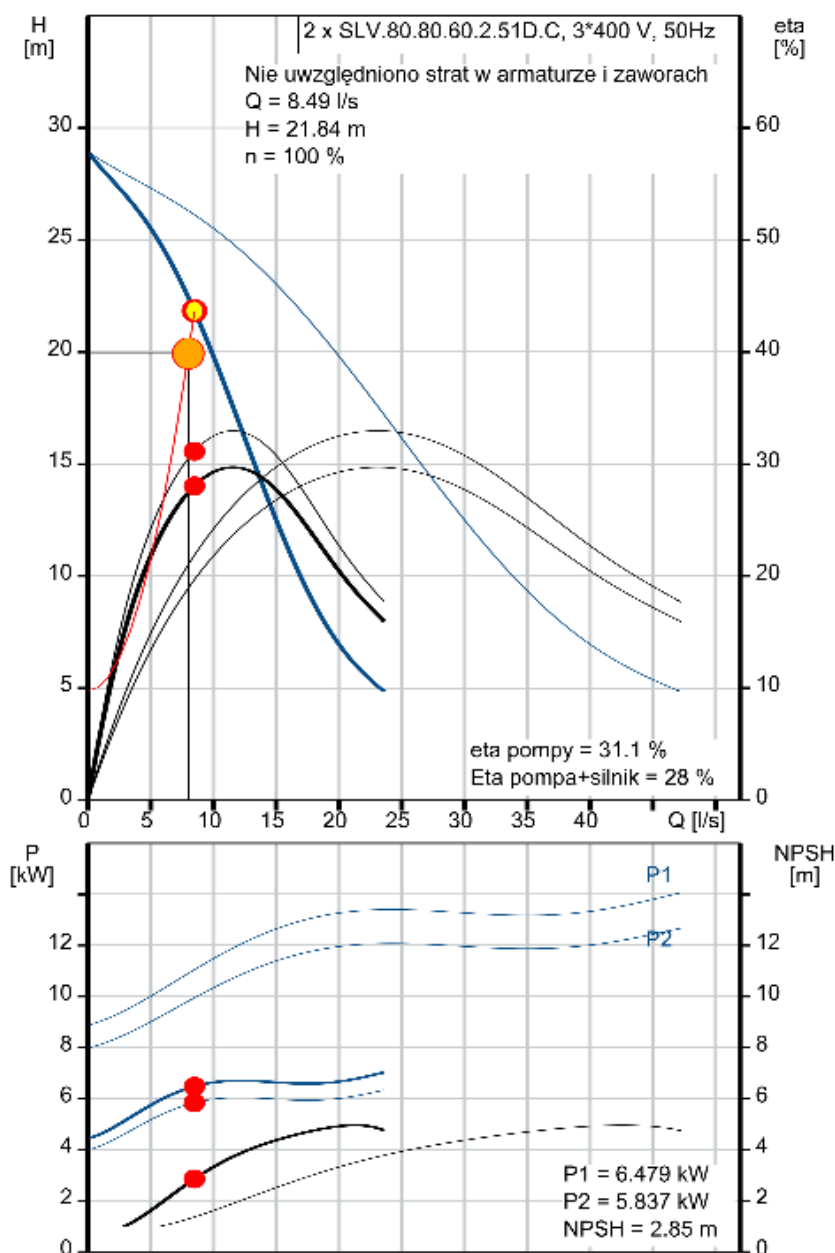 H
[m]
2 x SLV.80.80.60.2.51D.C, 3*400 V, 50Hz
eta
[%]
Nie uwzględniono strat w armaturze i zaworach
Q = 8.49 l/s
H = 21.84 m
n = 100 %
30
60
25
50
20
40
15
30
10
20
5
10
eta pompy = 31.1 %
Eta pompa+silnik = 28 %
0
0
0 5 10 15 20 25 30 35 40 Q [l/s]
P
[kW]
NPSH
[m]
P1
P2
12
12
10
10
8
8
6
6
4
4
P1 = 6.479 kW
P2 = 5.837 kW
NPSH = 2.85 m
2
2
0
0